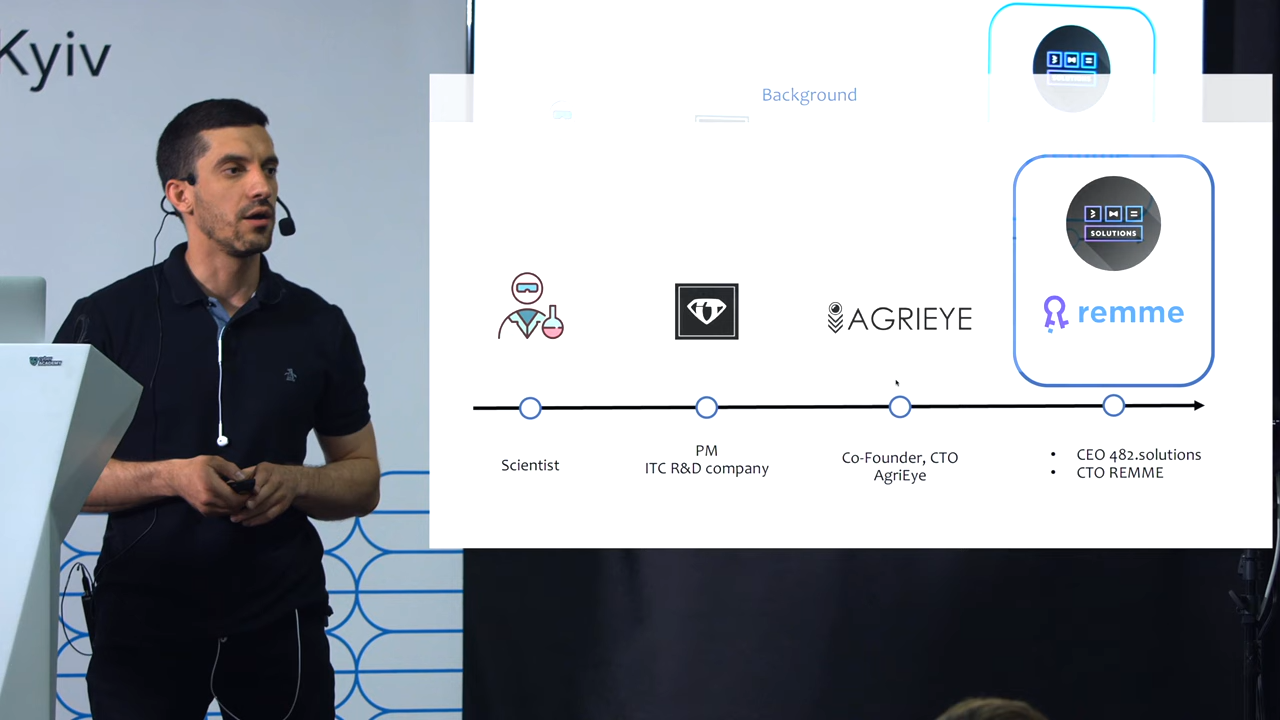 Kyiv
Background
SOLUTIONS
AGRIEYE
remme
Scientist
PM
ITC R&D company
Co-Founder, CTO
AgriEye
• CEO 482.solutions
• CTO REMME